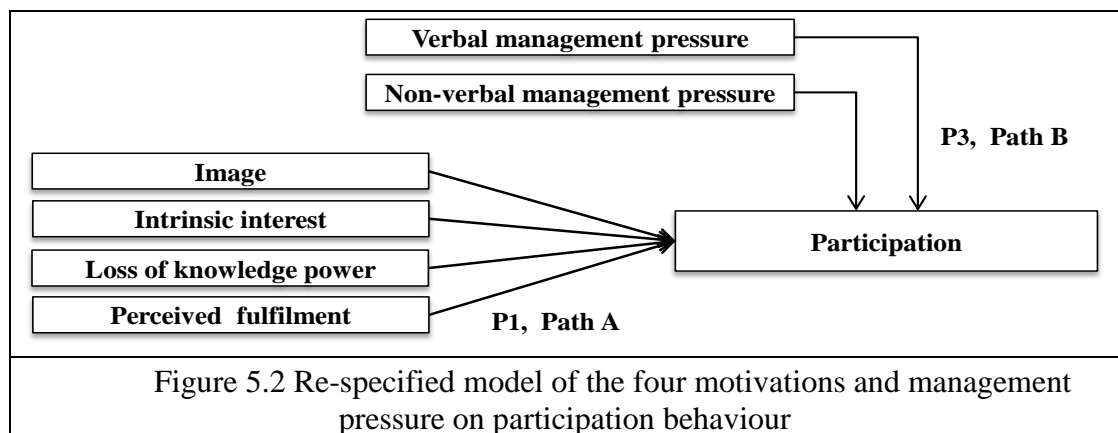 Verbal management pressure
Non-verbal management pressure
P3, Path B
Image
Intrinsic interest
Participation
Loss of knowledge power
Perceived fulfilment
P1, Path A
Figure 5.2 Re-specified model of the four motivations and management
pressure on participation behaviour